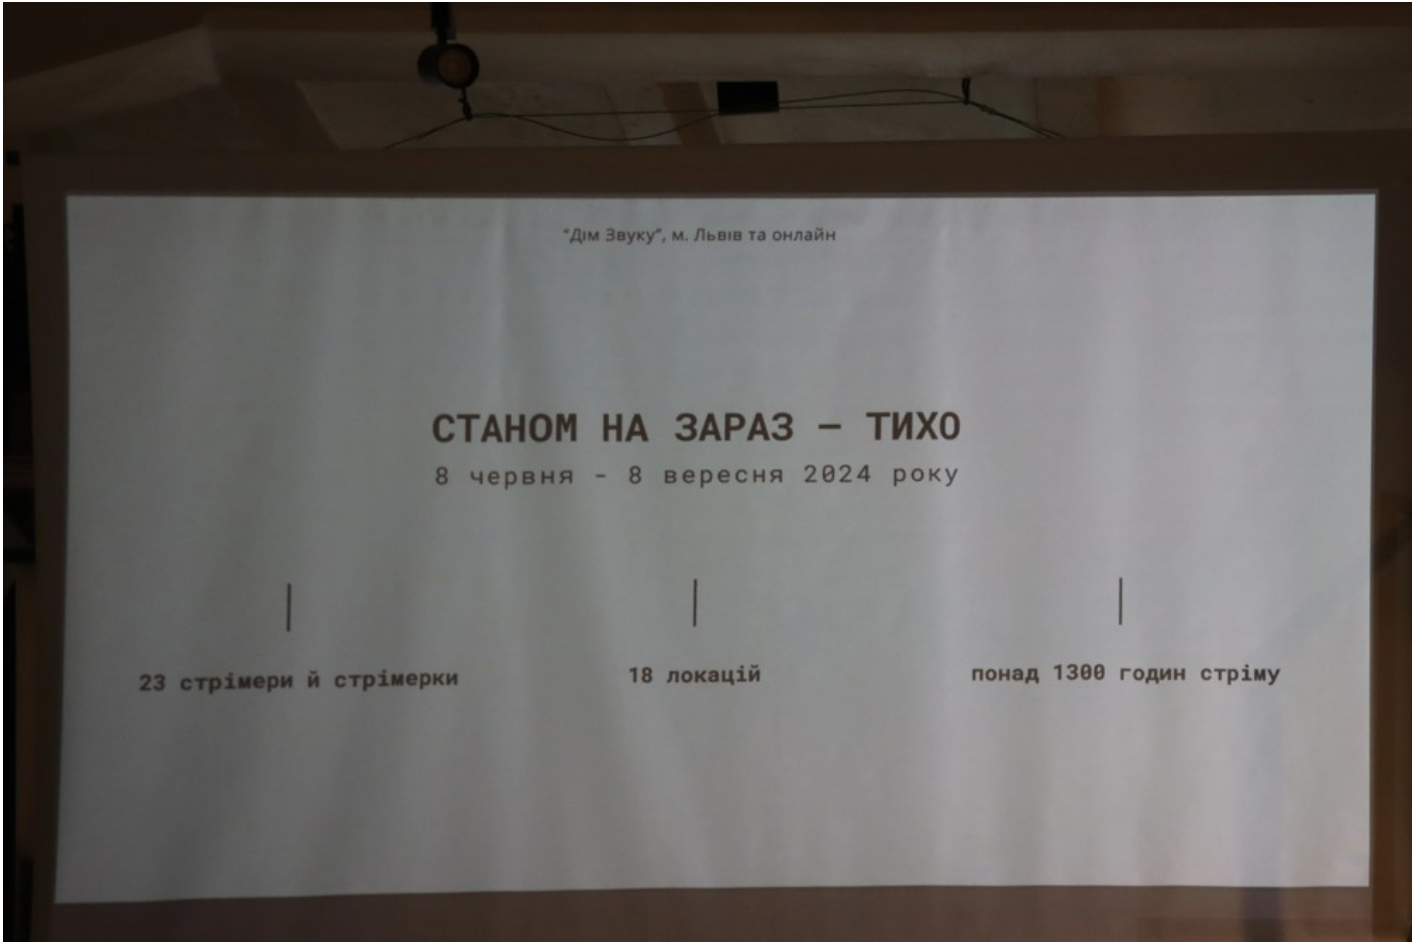 "Дім Звуку", м. Львів та онлайн
СТАНОМ НА ЗАРАЗ — ТИХО
8 червня - 8 вересня 2024 року
23 стрімери й стрімерки
18 локацій
понад 1300 годин стріму